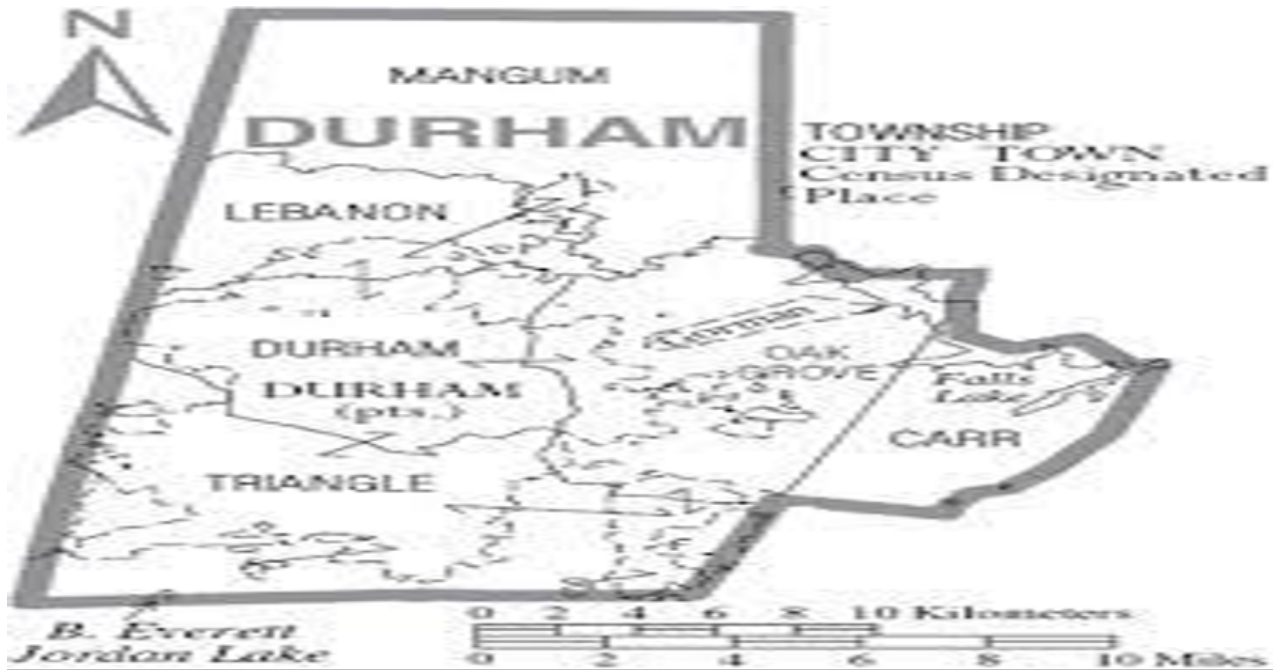 N
MANGUM
DURHAM
TOWNSHIP
CITY TOWN
Census Designated
Place
LEBANON
Gorman
DURHAM
DURHAM
(pts.)
OAK
GROVE
Falls
Lake
CARR
TRIANGLE
B. Everett
Jordan Lake
0 2 4 6 8 10 Kilometers
0 2 4 6 8 10 Miles